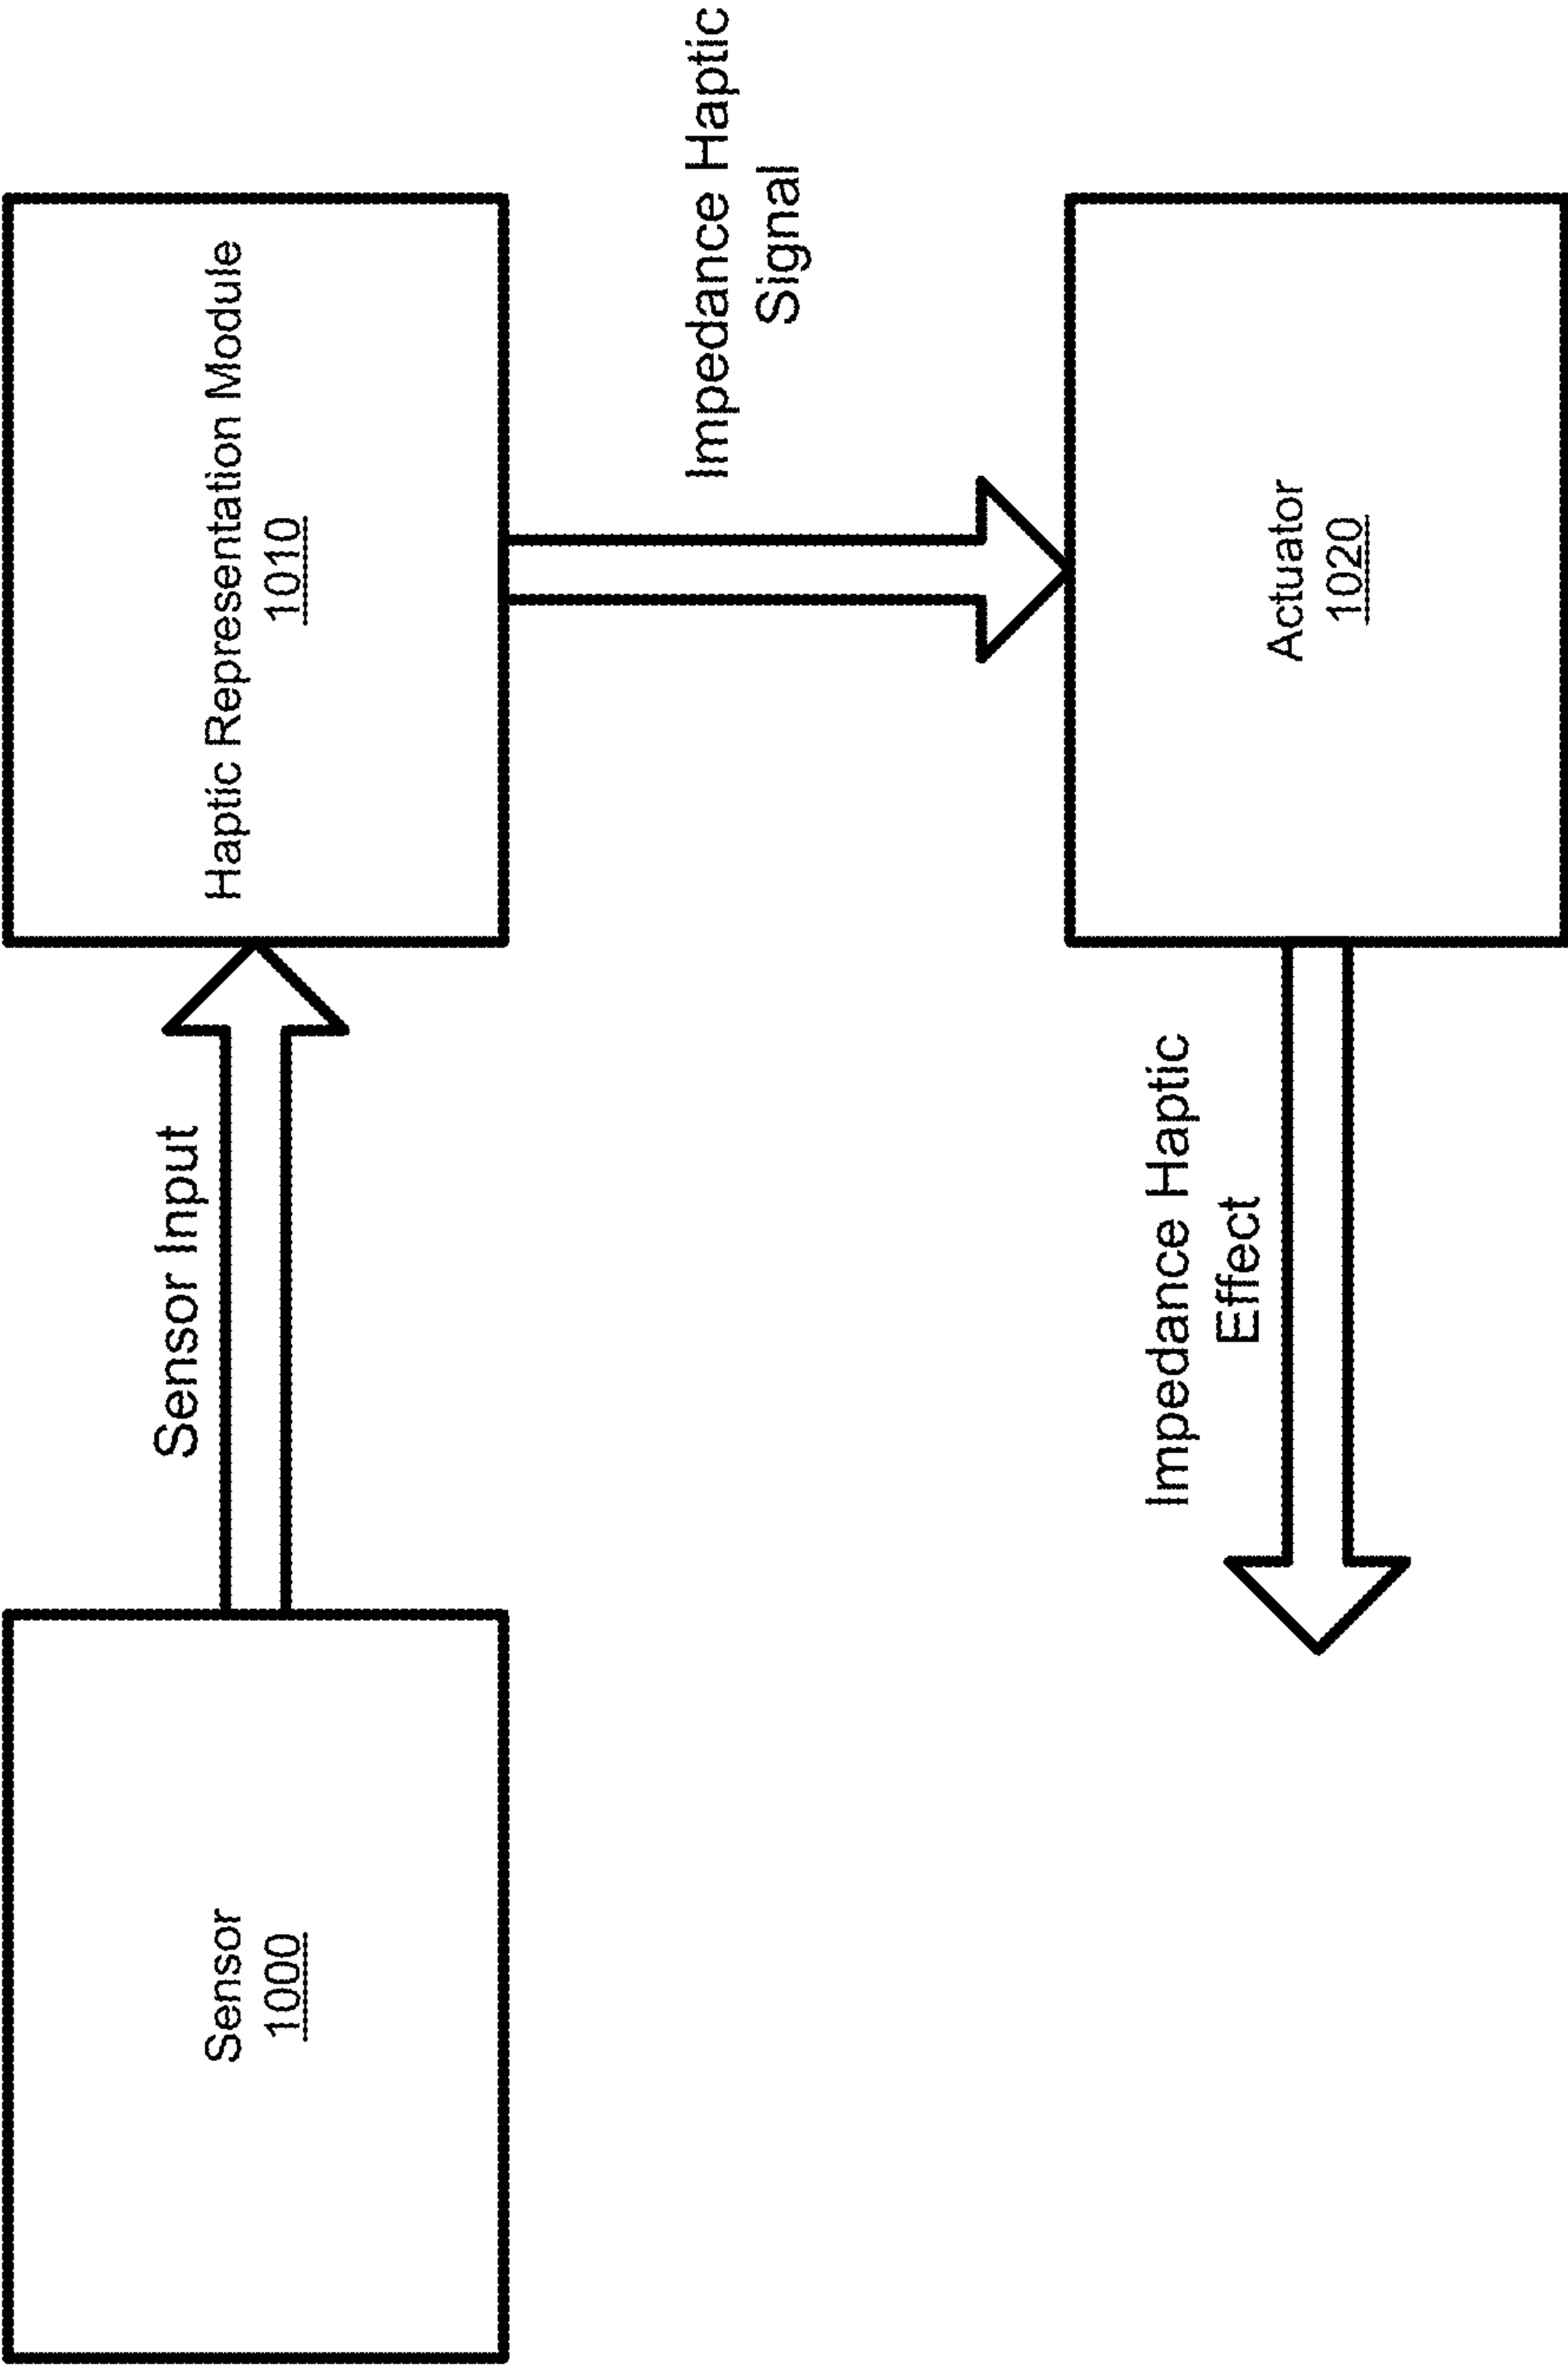 Sensor
1000
Sensor Input
Haptic Representation Module
1010
Impedance Haptic
Signal
Actuator
1020
Impedance Haptic
Effect